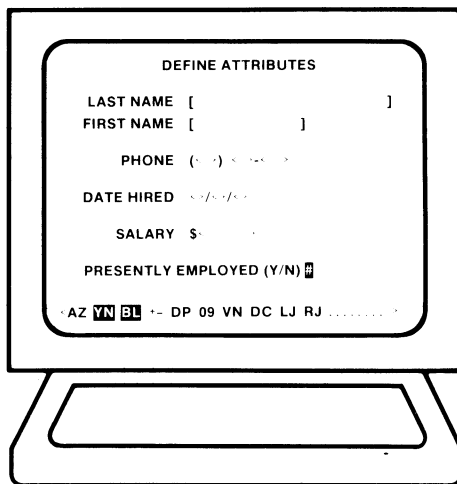 DEFINE ATTRIBUTES
LAST NAME [ ]
FIRST NAME [ ]
PHONE (< >) < >-< >
DATE HIRED < >/< >/< >
SALARY $< >
PRESENTLY EMPLOYED (Y/N) #
<AZ YN BL +- DP 09 VN DC LJ RJ ........ >